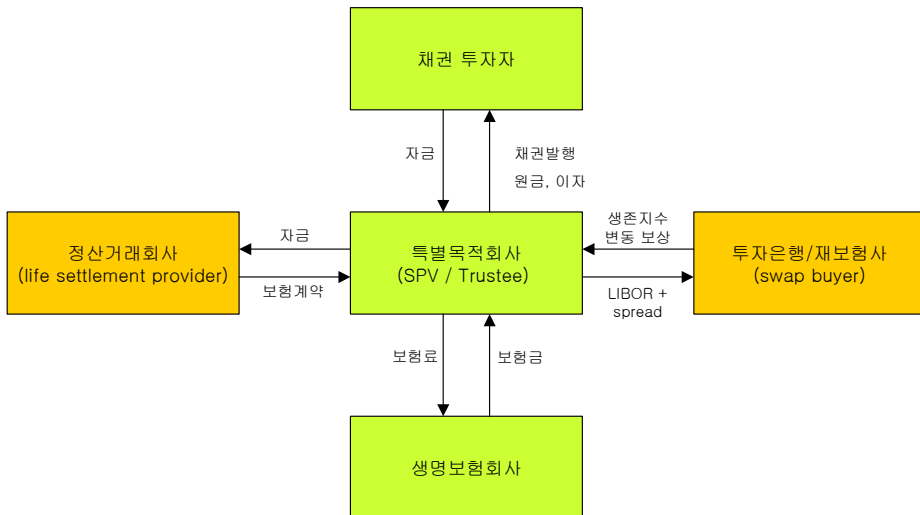 채권 투자자
자금
채권발행
원금, 이자
정산거래회사
(life settlement provider)
자금
보험계약
특별목적회사
(SPV / Trustee)
생존지수
변동 보상
LIBOR +
spread
투자은행/재보험사
(swap buyer)
보험료
보험금
생명보험회사